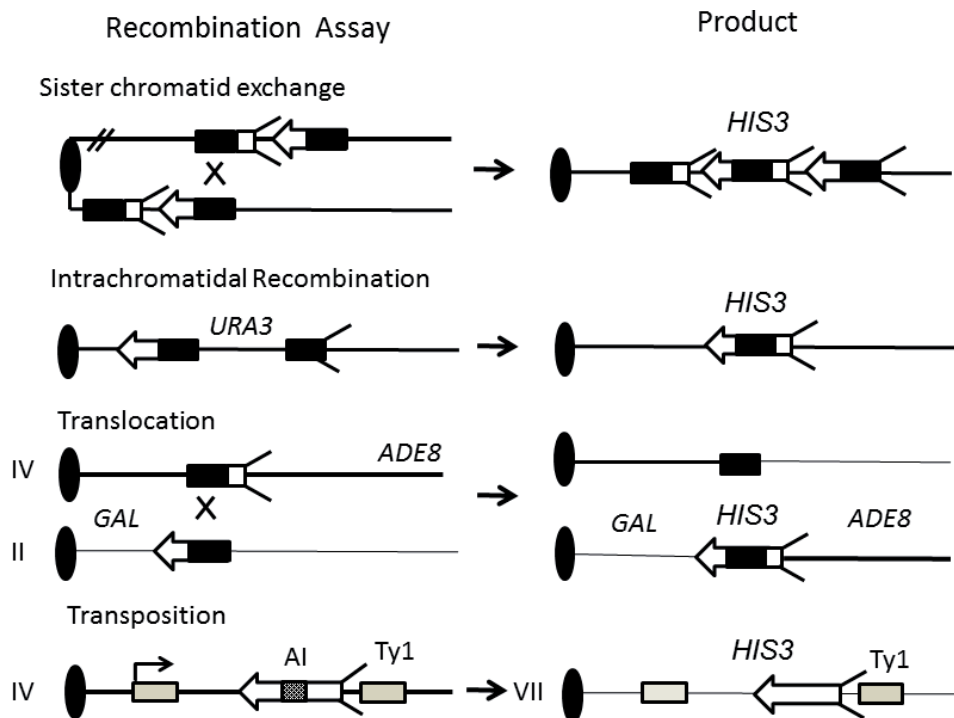 Recombination Assay
Product
Sister chromatid exchange
HIS3
Intrachromatidal Recombination
URA3
HIS3
Translocation
IV
ADE8
GAL
II
GAL
HIS3
ADE8
Transposition
IV
AI
Ty1
VII
HIS3
Ty1